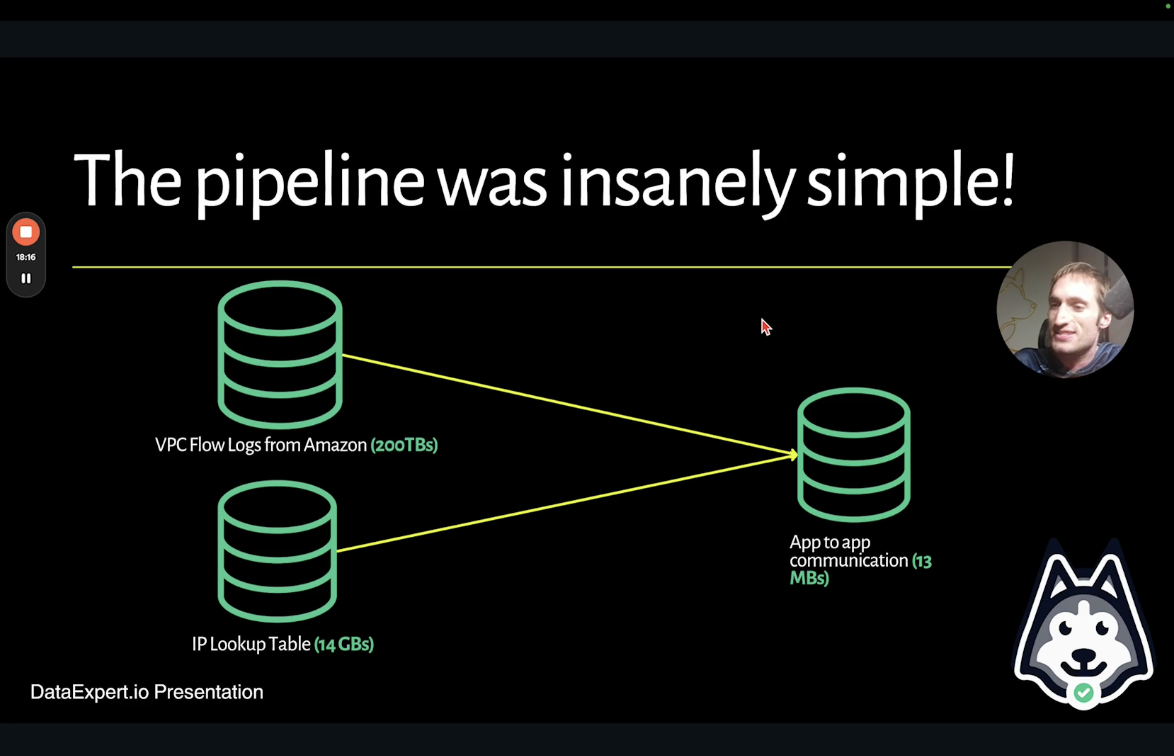 The pipeline was insanely simple!
18:16
VPC Flow Logs from Amazon (200TBs)
App to app
communication (13
MBs)
IP Lookup Table (14 GBs)
DataExpert.io Presentation